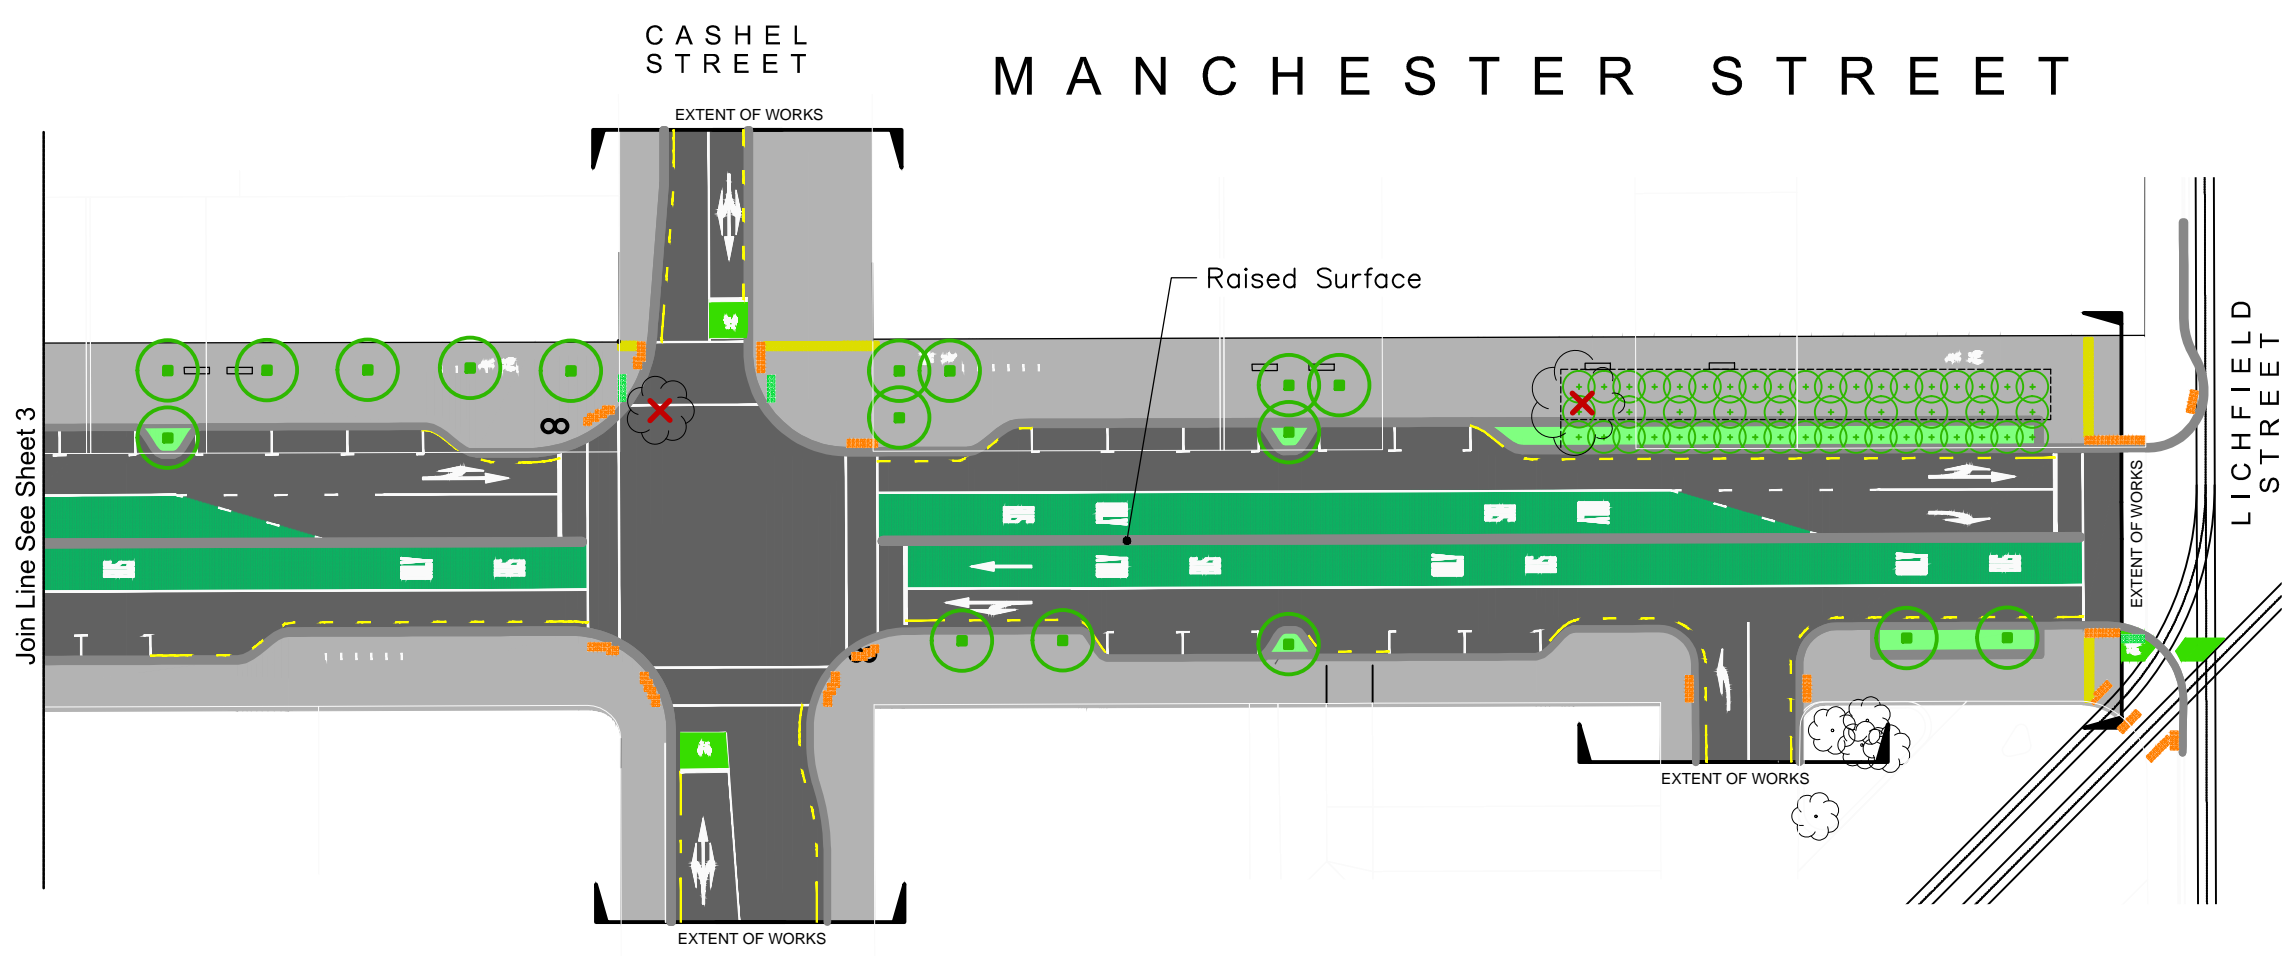 CASHEL
STREET
MANCHESTER STREET
EXTENT OF WORKS
Raised Surface
LICHFIELD
STREET
Join Line See Sheet 3
EXTENT OF WORKS
EXTENT OF WORKS
EXTENT OF WORKS